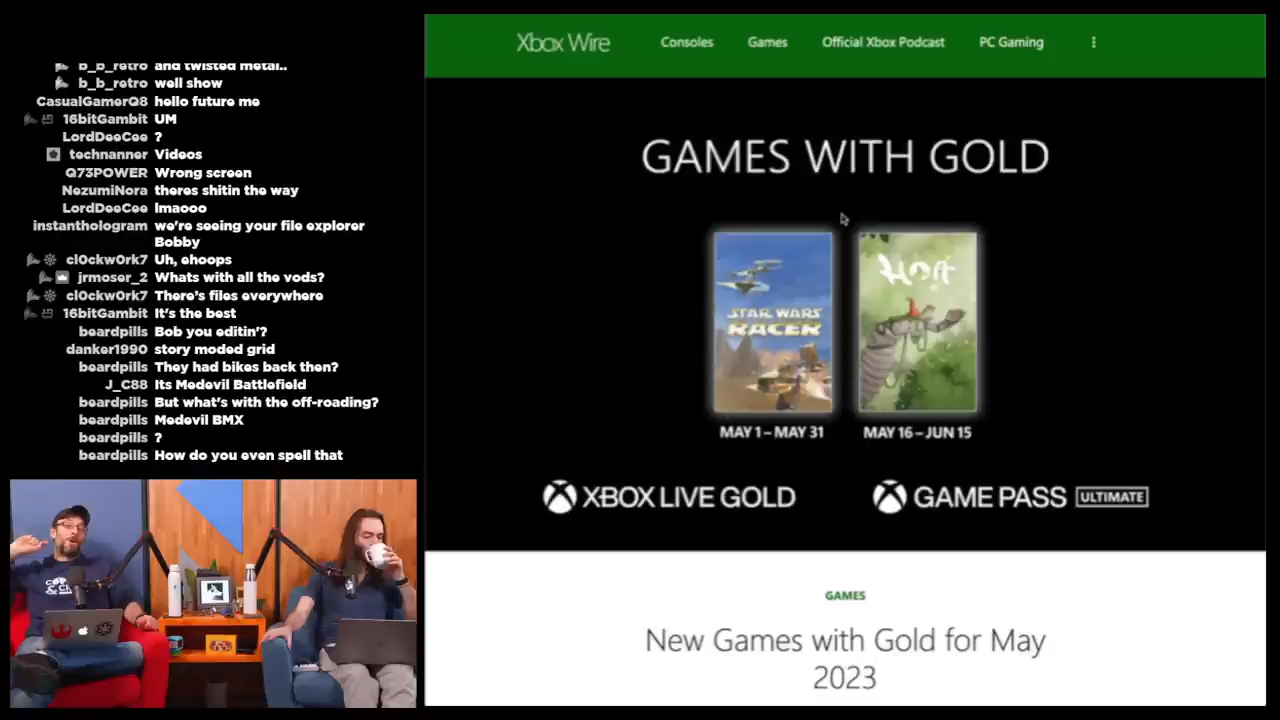 b_b_retro and twisted metal..
b_b_retro well show
CasualGamerQ8 hello future me
16bitGambit UM
LordDeeCee ?
technanner Videos
Q73POWER Wrong screen
NezumiNora theres shitin the way
LordDeeCee lmaooo
instanthologram we're seeing your file explorer
Bobby
cl0ckw0rk7 Uh, ehoops
jrmoser_2 Whats with all the vods?
cl0ckw0rk7 There's files everywhere
16bitGambit It's the best
beardpills Bob you editin'?
danker1990 story moded grid
beardpills They had bikes back then?
J_C88 Its Medevil Battlefield
beardpills But what's with the off-roading?
beardpills Medevil BMX
beardpills ?
beardpills How do you even spell that
Xbox Wire Consoles Games Official Xbox Podcast PC Gaming
GAMES WITH GOLD
STAR WARS
RACER
HOA
MAY 1 – MAY 31
MAY 16 – JUN 15
XBOX LIVE GOLD
GAME PASS ULTIMATE
GAMES
New Games with Gold for May
2023